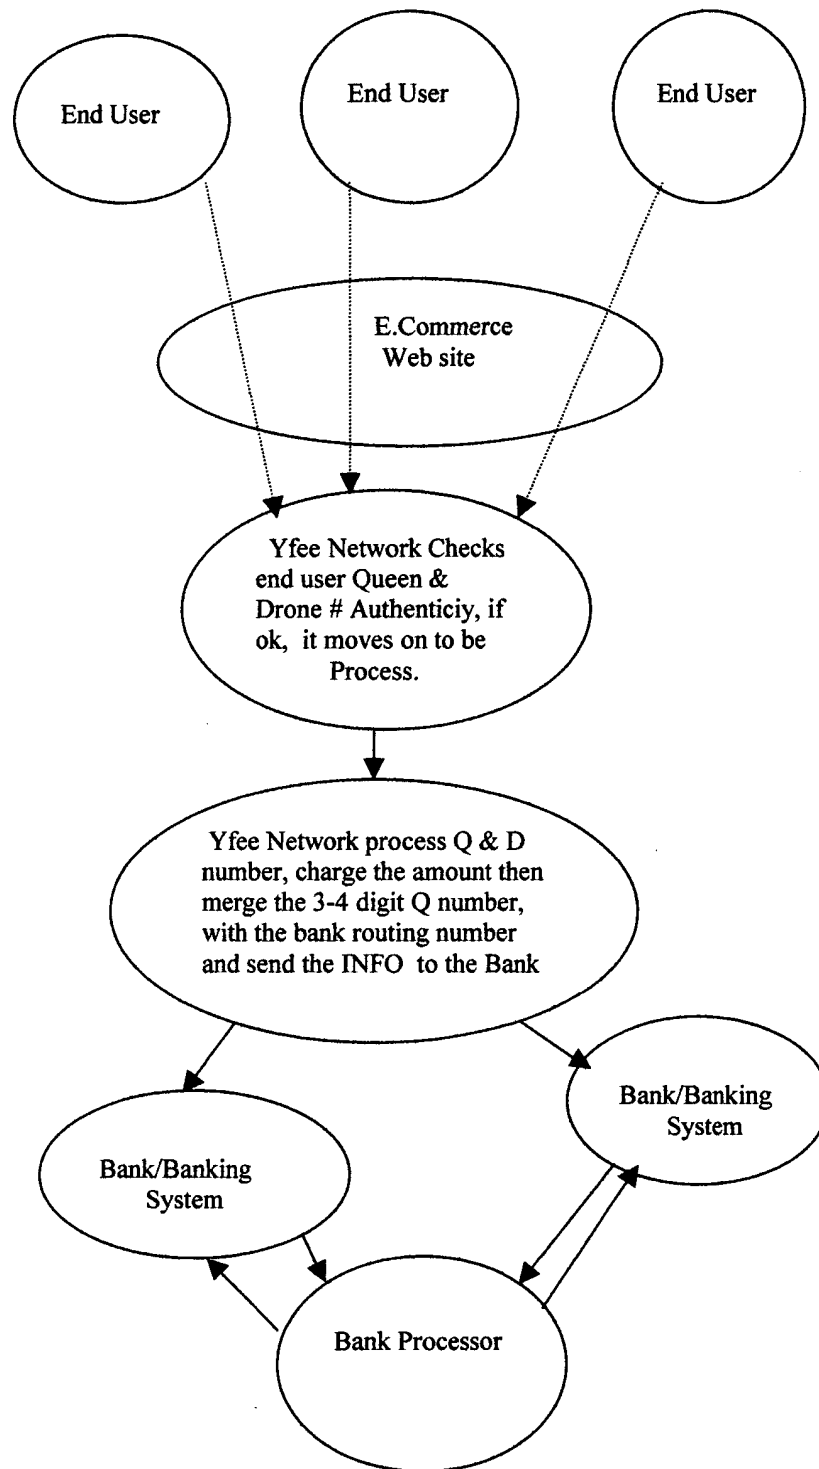 End User
End User
End User
E.Commerce
Web site
Yfee Network Checks
end user Queen &
Drone # Authenticiy, if
ok, it moves on to be
Process.
Yfee Network process Q & D
number, charge the amount then
merge the 3-4 digit Q number,
with the bank routing number
and send the INFO to the Bank
Bank/Banking
System
Bank/Banking
System
Bank Processor